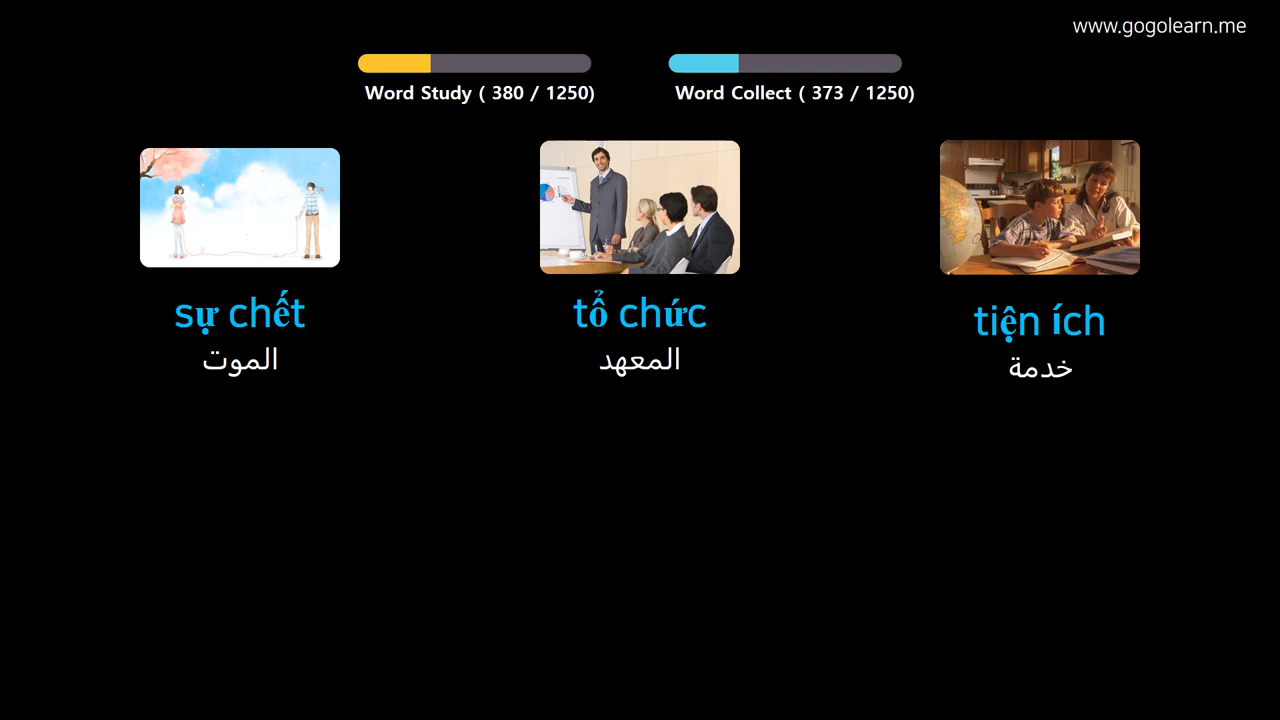 www.gogolearn.me
Word Study ( 380 / 1250)
Word Collect ( 373 / 1250)
sự chết
الموت
tổ chức
المعهد
tiện ích
خدمة